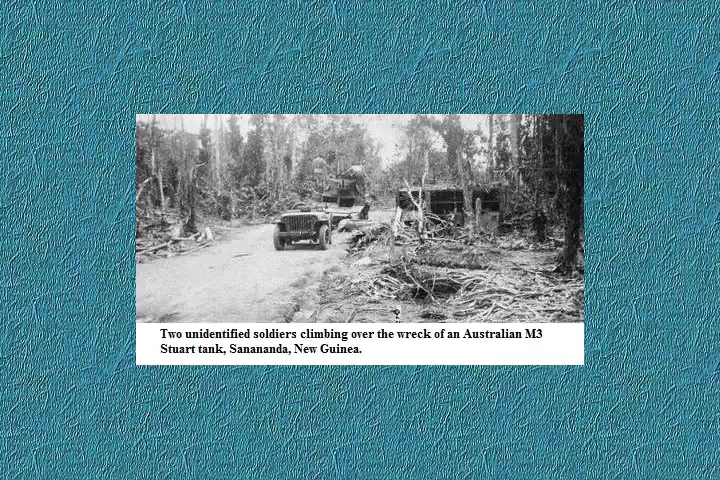 Two unidentified soldiers climbing over the wreck of an Australian M3
Stuart tank, Sanananda, New Guinea.